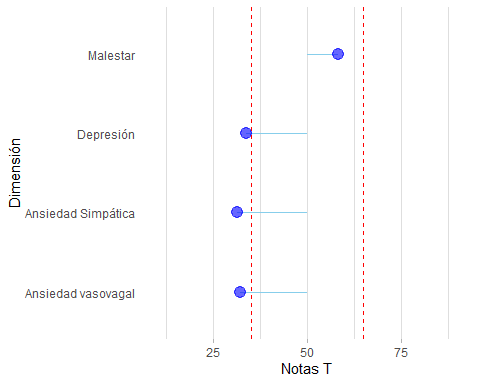 Malestar
Depresión
Ansiedad Simpática
Ansiedad vasovagal
Dimensión
25 50 75
Notas T